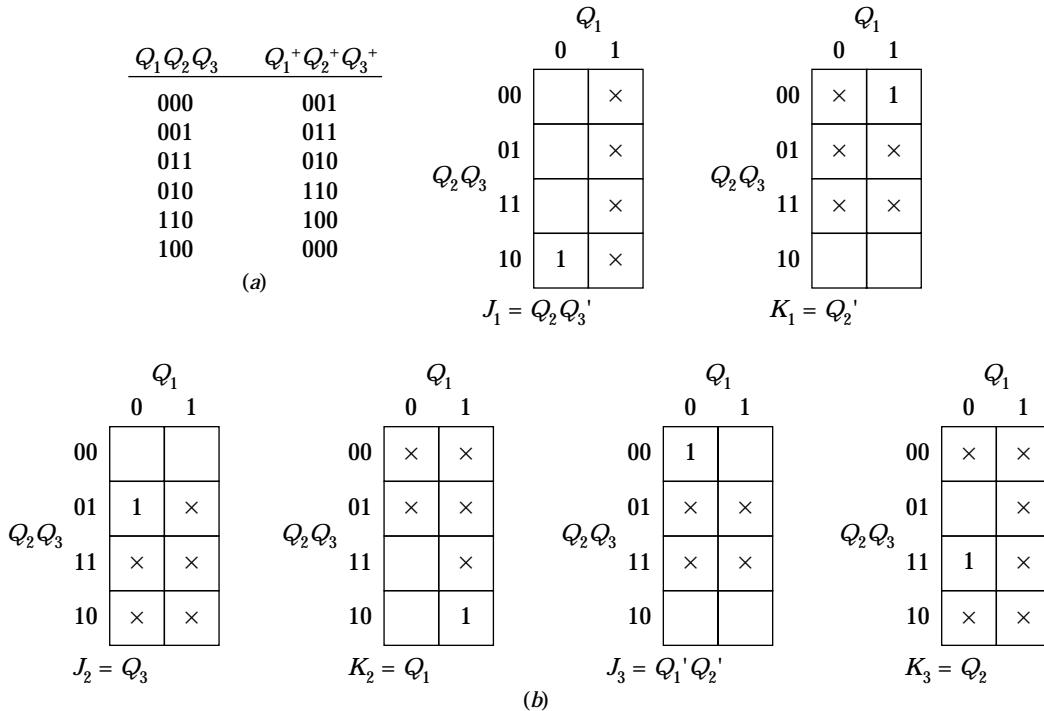 Q₁
Q₁
Q₁Q₂Q₃ Q₁⁺Q₂⁺Q₃⁺
0 1
0 1
000 001
001 011
011 010
010 110
110 100
100 000
(a)
00 ×
01 ×
Q₂Q₃
11 ×
10 1 ×
J₁ = Q₂Q₃'
00 × 1
01 × ×
Q₂Q₃
11 × ×
10
K₁ = Q₂'
Q₁
0 1
00
01 1 ×
Q₂Q₃
11 × ×
10 × ×
J₂ = Q₃
Q₁
0 1
00 × ×
01 × ×
Q₂Q₃
11 ×
10 1
K₂ = Q₁
Q₁
0 1
00 1
01 × ×
Q₂Q₃
11 × ×
10
J₃ = Q₁'Q₂'
Q₁
0 1
00 × ×
01 ×
Q₂Q₃
11 1 ×
10 × ×
K₃ = Q₂
(b)